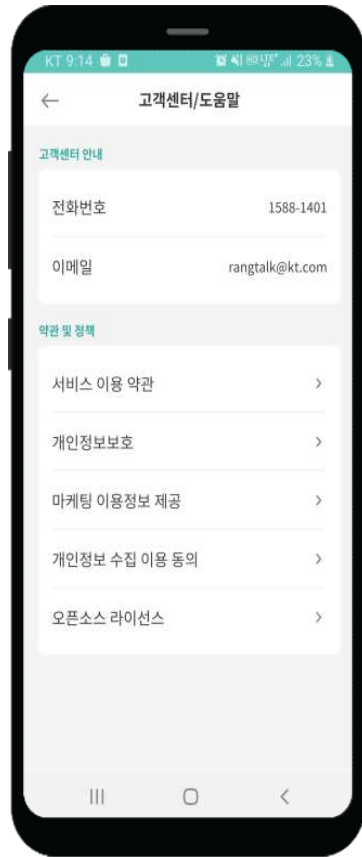 KT 9:14 23%
고객센터/도움말
고객센터 안내
전화번호 1588-1401
이메일 rangtalk@kt.com
약관 및 정책
서비스 이용 약관
개인정보보호
마케팅 이용정보 제공
개인정보 수집 이용 동의
오픈소스 라이선스